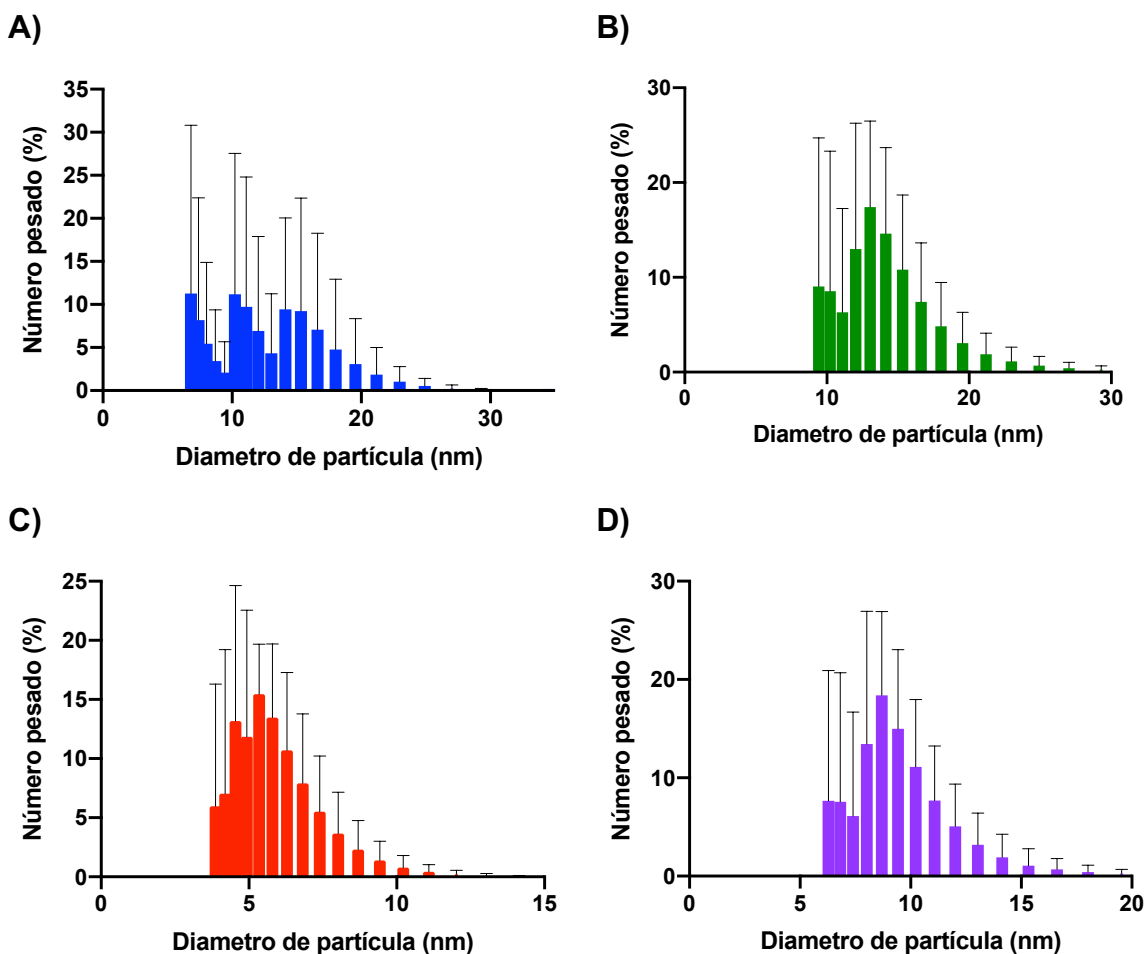 A)
Número pesado (%)
35
30
25
20
15
10
5
0
0 10 20 30
Diametro de partícula (nm)
B)
Número pesado (%)
30
20
10
0
0 10 20 30
Diametro de partícula (nm)
C)
Número pesado (%)
25
20
15
10
5
0
0 5 10 15
Diametro de partícula (nm)
D)
Número pesado (%)
30
20
10
0
0 5 10 15 20
Diametro de partícula (nm)